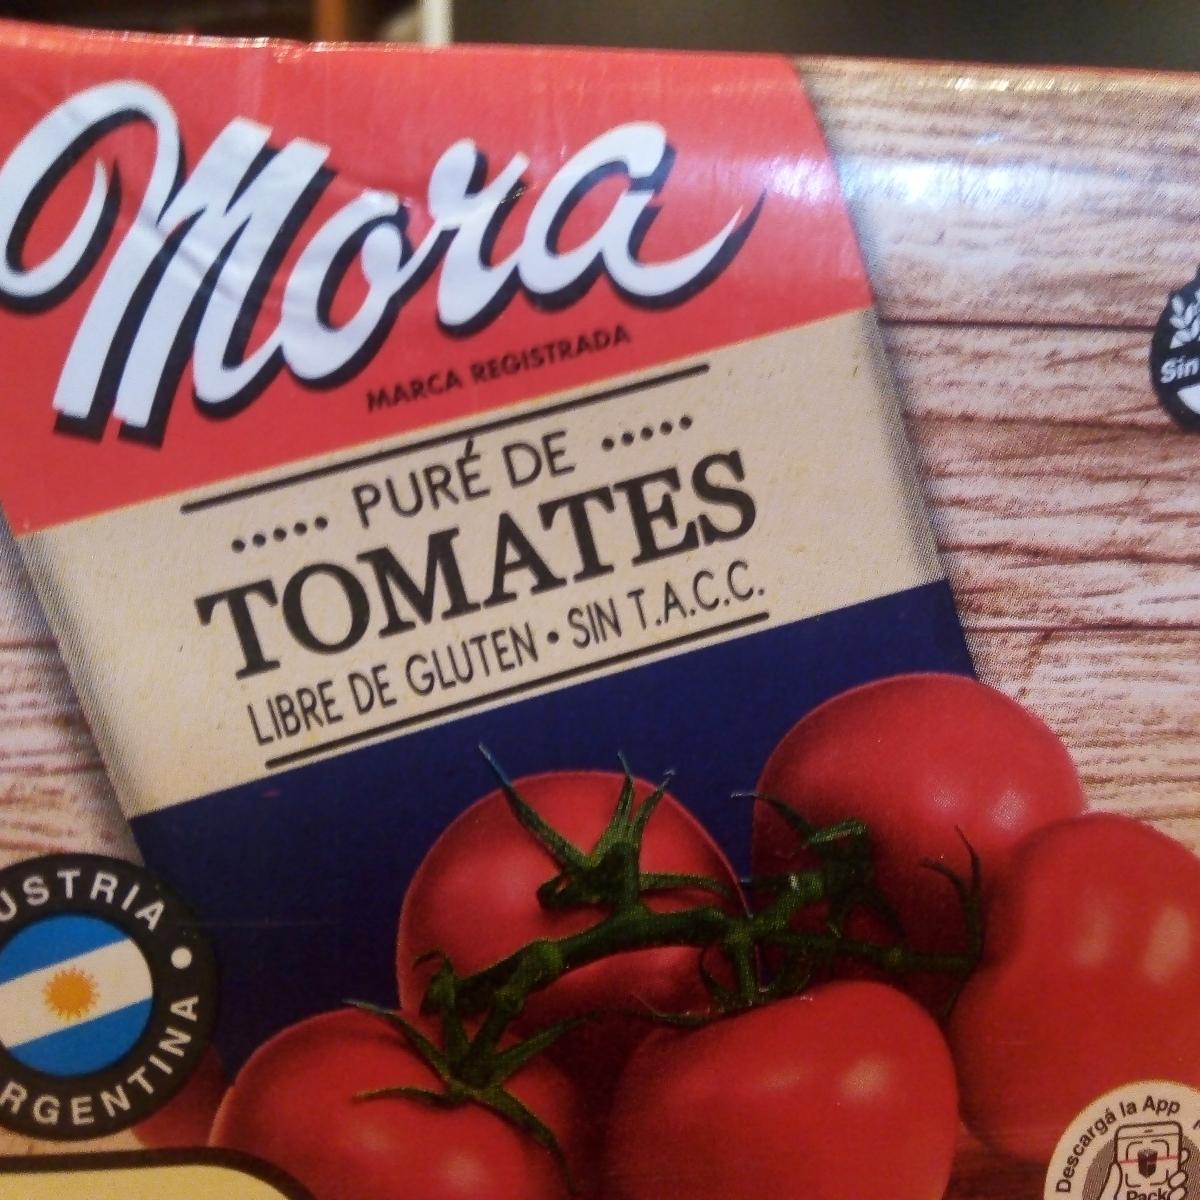 Mora
MARCA REGISTRADA
PURÉ DE
TOMATES
LIBRE DE GLUTEN • SIN T.A.C.C.
Sin
USTRIA •
RGENTINA
Descargá la App
Pack